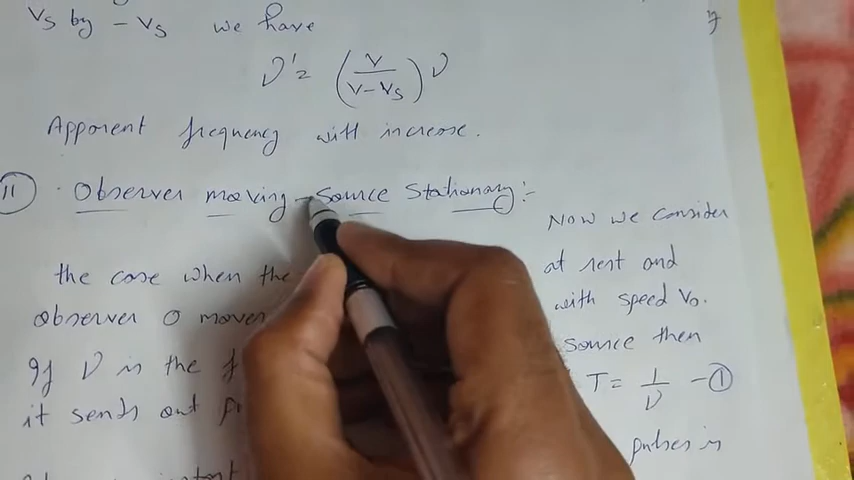 Vs by - Vs we have
ν' = (V / V - Vs) ν
Apparent frequency will increase.
II Observer moving - Source Stationary :-
Now we consider
the case when the at rest and
observer O moves with speed Vo.
If ν is the source then
it sends out T = 1/ν - ①
pulses is